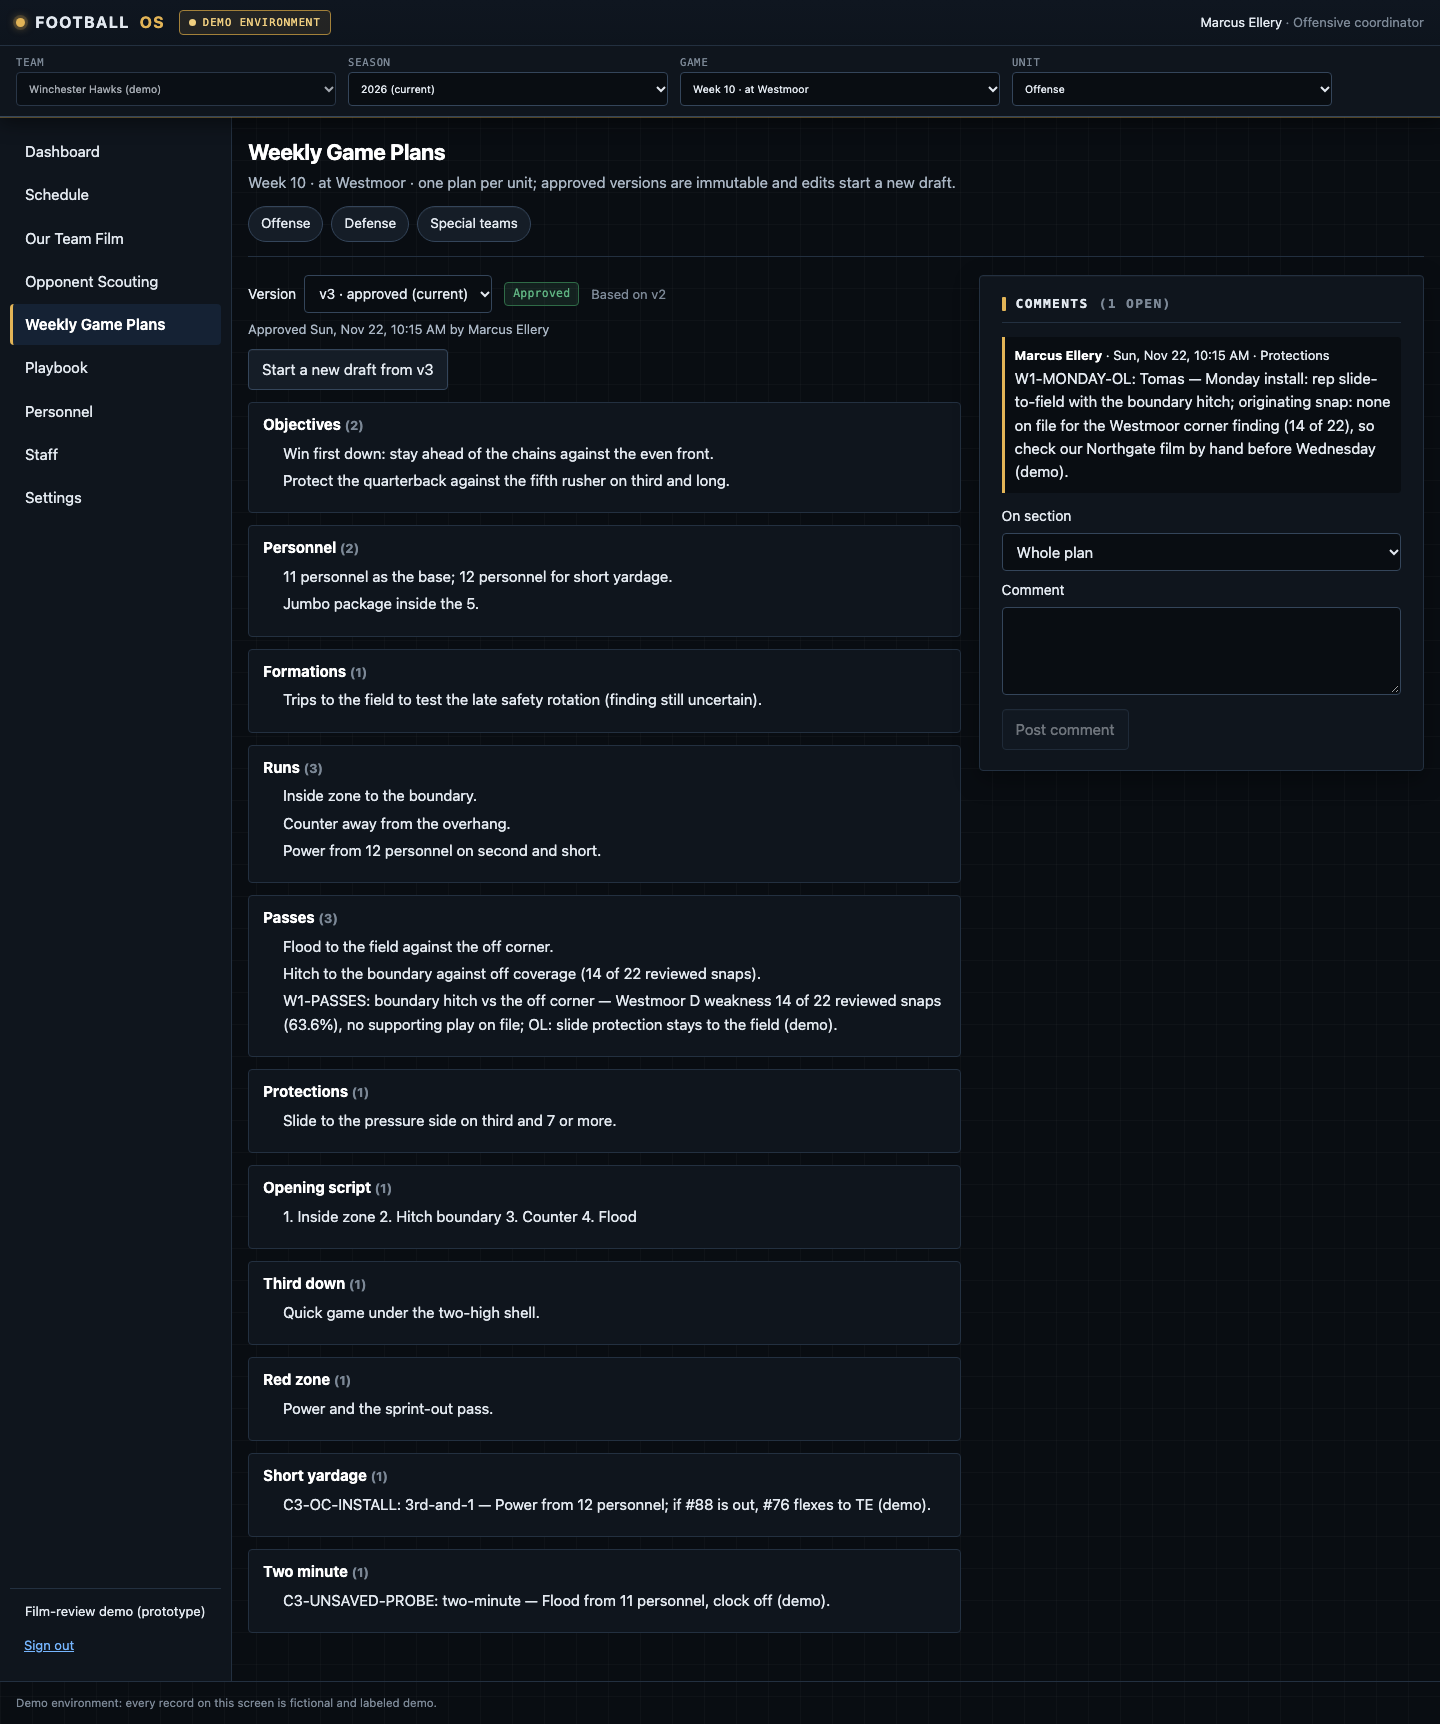 FOOTBALL OS
DEMO ENVIRONMENT
Marcus Ellery · Offensive coordinator
TEAM
Winchester Hawks (demo)
SEASON
2026 (current)
GAME
Week 10 · at Westmoor
UNIT
Offense
Dashboard
Schedule
Our Team Film
Opponent Scouting
Weekly Game Plans
Playbook
Personnel
Staff
Settings
Film-review demo (prototype)
Sign out
Weekly Game Plans
Week 10 · at Westmoor · one plan per unit; approved versions are immutable and edits start a new draft.
Offense
Defense
Special teams
Version
v3 · approved (current)
Approved
Based on v2
Approved Sun, Nov 22, 10:15 AM by Marcus Ellery
Start a new draft from v3
Objectives (2)
Win first down: stay ahead of the chains against the even front.
Protect the quarterback against the fifth rusher on third and long.
Personnel (2)
11 personnel as the base; 12 personnel for short yardage.
Jumbo package inside the 5.
Formations (1)
Trips to the field to test the late safety rotation (finding still uncertain).
Runs (3)
Inside zone to the boundary.
Counter away from the overhang.
Power from 12 personnel on second and short.
Passes (3)
Flood to the field against the off corner.
Hitch to the boundary against off coverage (14 of 22 reviewed snaps).
W1-PASSES: boundary hitch vs the off corner — Westmoor D weakness 14 of 22 reviewed snaps
(63.6%), no supporting play on file; OL: slide protection stays to the field (demo).
Protections (1)
Slide to the pressure side on third and 7 or more.
Opening script (1)
1. Inside zone 2. Hitch boundary 3. Counter 4. Flood
Third down (1)
Quick game under the two-high shell.
Red zone (1)
Power and the sprint-out pass.
Short yardage (1)
C3-OC-INSTALL: 3rd-and-1 — Power from 12 personnel; if #88 is out, #76 flexes to TE (demo).
Two minute (1)
C3-UNSAVED-PROBE: two-minute — Flood from 11 personnel, clock off (demo).
COMMENTS (1 OPEN)
Marcus Ellery · Sun, Nov 22, 10:15 AM · Protections
W1-MONDAY-OL: Tomas — Monday install: rep slide-
to-field with the boundary hitch; originating snap: none
on file for the Westmoor corner finding (14 of 22), so
check our Northgate film by hand before Wednesday
(demo).
On section
Whole plan
Comment
Post comment
Demo environment: every record on this screen is fictional and labeled demo.